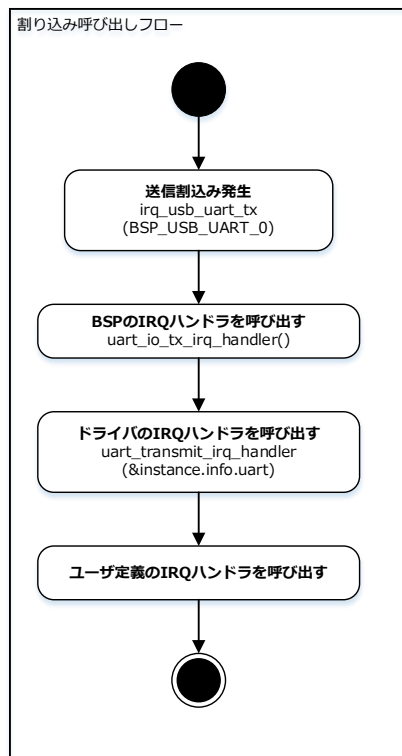 割り込み呼び出しフロー
送信割込み発生
irq_usb_uart_tx
(BSP_USB_UART_0)
BSPのIRQハンドラを呼び出す
uart_io_tx_irq_handler()
ドライバのIRQハンドラを呼び出す
uart_transmit_irq_handler
(&instance.info.uart)
ユーザ定義のIRQハンドラを呼び出す